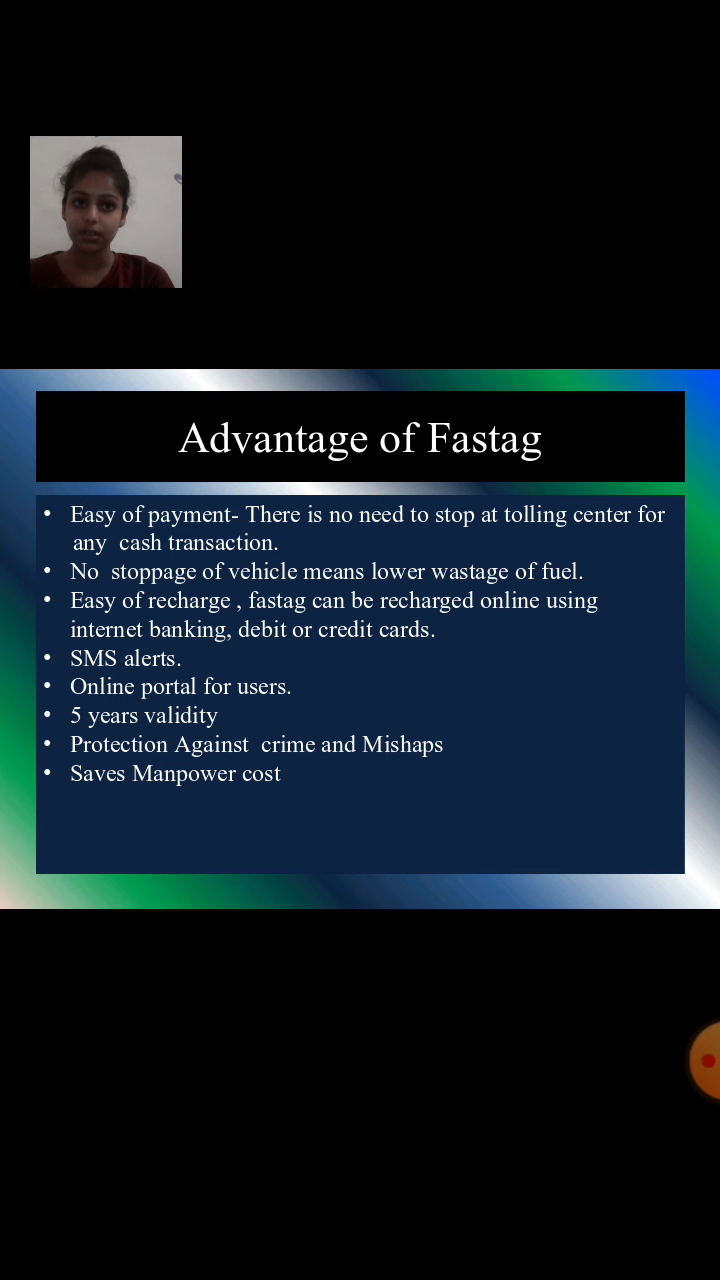 Advantage of Fastag
• Easy of payment- There is no need to stop at tolling center for
any cash transaction.
• No stoppage of vehicle means lower wastage of fuel.
• Easy of recharge , fastag can be recharged online using
internet banking, debit or credit cards.
• SMS alerts.
• Online portal for users.
• 5 years validity
• Protection Against crime and Mishaps
• Saves Manpower cost